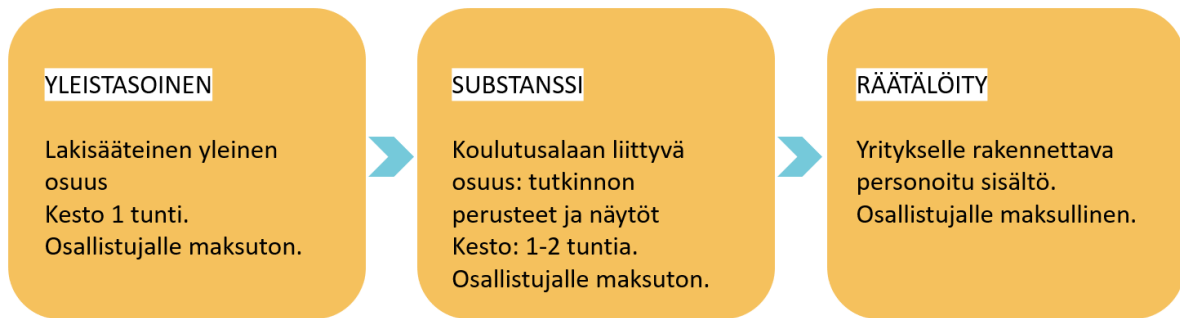 YLEISTASOINEN
Lakisääteinen yleinen
osuus
Kesto 1 tunti.
Osallistujalle maksuton.
SUBSTANSSI
Koulutusalaan liittyvä
osuus: tutkinnon
perusteet ja näytöt
Kesto: 1-2 tuntia.
Osallistujalle maksuton.
RÄÄTÄLÖITY
Yritykselle rakennettava
personoitu sisältö.
Osallistujalle maksullinen.